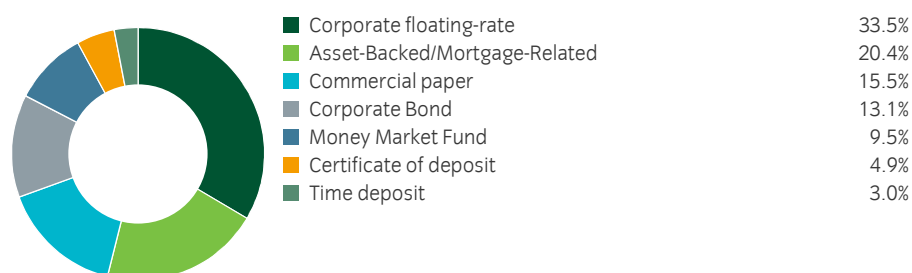 Corporate floating-rate 33.5%
Asset-Backed/Mortgage-Related 20.4%
Commercial paper 15.5%
Corporate Bond 13.1%
Money Market Fund 9.5%
Certificate of deposit 4.9%
Time deposit 3.0%